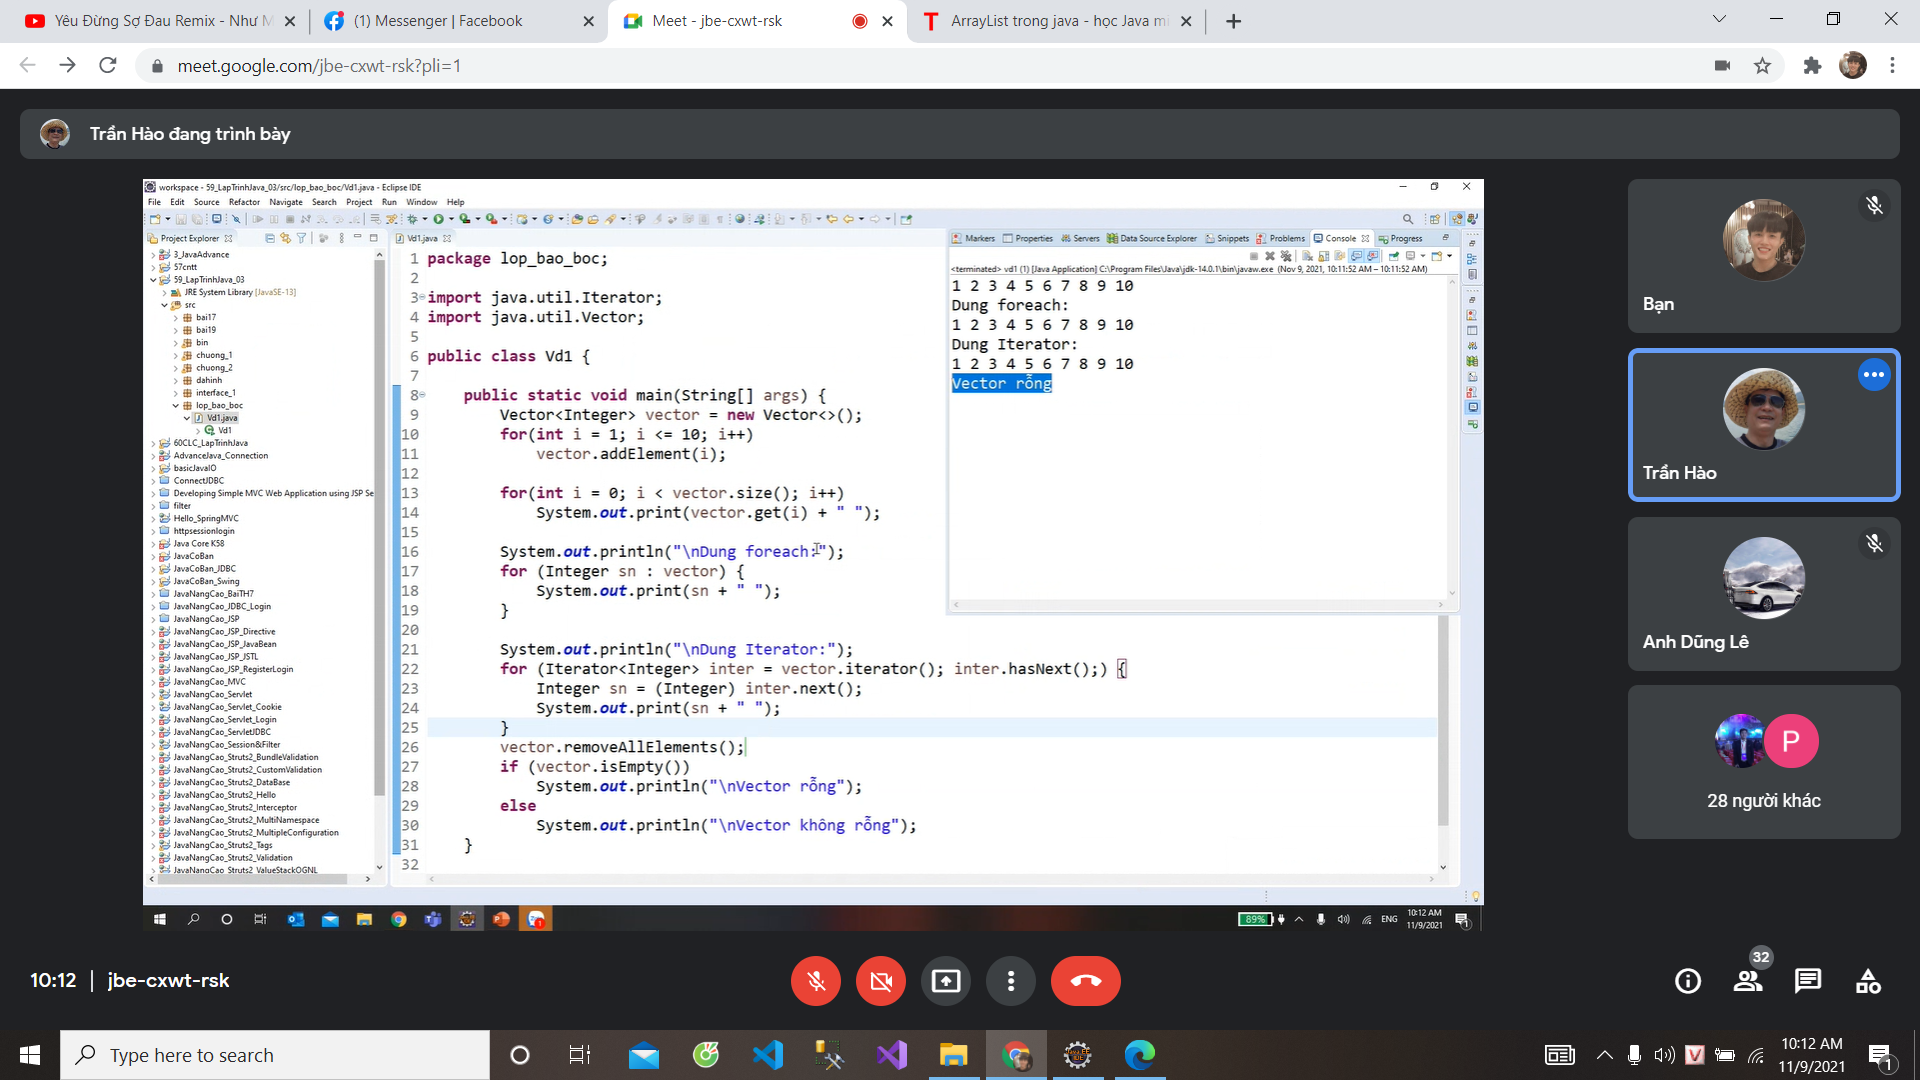 Yêu Đừng Sợ Đau Remix - Như M
(1) Messenger | Facebook
Meet - jbe-cxwt-rsk
ArrayList trong java - học Java mi
meet.google.com/jbe-cxwt-rsk?pli=1
Trần Hào đang trình bày
workspace - 59_LapTrinhJava_03/src/lop_bao_boc/Vd1.java - Eclipse IDE
File Edit Source Refactor Navigate Search Project Run Window Help
Project Explorer
3_JavaAdvance
57cntt
59_LapTrinhJava_03
JRE System Library [JavaSE-13]
src
bai17
bai19
bin
chuong_1
chuong_2
dahinh
interface_1
lop_bao_boc
Vd1.java
Vd1
60CLC_LapTrinhJava
AdvanceJava_Connection
basicJavaIO
ConnectJDBC
Developing Simple MVC Web Application using JSP Se
filter
Hello_SpringMVC
httpsessionlogin
Java Core K58
JavaCoBan
JavaCoBan_JDBC
JavaCoBan_Swing
JavaNangCao_BaiTH7
JavaNangCao_JDBC_Login
JavaNangCao_JSP
JavaNangCao_JSP_Directive
JavaNangCao_JSP_JavaBean
JavaNangCao_JSP_JSTL
JavaNangCao_JSP_RegisterLogin
JavaNangCao_MVC
JavaNangCao_Servlet
JavaNangCao_Servlet_Cookie
JavaNangCao_Servlet_Login
JavaNangCao_ServletJDBC
JavaNangCao_Session&Filter
JavaNangCao_Struts2_BundleValidation
JavaNangCao_Struts2_CustomValidation
JavaNangCao_Struts2_DataBase
JavaNangCao_Struts2_Hello
JavaNangCao_Struts2_Interceptor
JavaNangCao_Struts2_MultiNamespace
JavaNangCao_Struts2_MultipleConfiguration
JavaNangCao_Struts2_Tags
JavaNangCao_Struts2_Validation
JavaNangCao_Struts2_ValueStackOGNL
Vd1.java
1 package lop_bao_boc;
2
3 import java.util.Iterator;
4 import java.util.Vector;
5
6 public class Vd1 {
7
8 public static void main(String[] args) {
9 Vector<Integer> vector = new Vector<>();
10 for(int i = 1; i <= 10; i++)
11 vector.addElement(i);
12
13 for(int i = 0; i < vector.size(); i++)
14 System.out.print(vector.get(i) + " ");
15
16 System.out.println("\nDung foreach:");
17 for (Integer sn : vector) {
18 System.out.print(sn + " ");
19 }
20
21 System.out.println("\nDung Iterator:");
22 for (Iterator<Integer> inter = vector.iterator(); inter.hasNext();) {
23 Integer sn = (Integer) inter.next();
24 System.out.print(sn + " ");
25 }
26 vector.removeAllElements();
27 if (vector.isEmpty())
28 System.out.println("\nVector rỗng");
29 else
30 System.out.println("\nVector không rỗng");
31 }
32
Markers Properties Servers Data Source Explorer Snippets Problems Console Progress
<terminated> vd1 (1) [Java Application] C:\Program Files\Java\jdk-14.0.1\bin\javaw.exe (Nov 9, 2021, 10:11:52 AM – 10:11:52 AM)
1 2 3 4 5 6 7 8 9 10
Dung foreach:
1 2 3 4 5 6 7 8 9 10
Dung Iterator:
1 2 3 4 5 6 7 8 9 10
Vector rỗng
89%
ENG
10:12 AM
11/9/2021
1
Bạn
Trần Hào
Anh Dũng Lê
P
28 người khác
10:12 | jbe-cxwt-rsk
32
Type here to search
10:12 AM
11/9/2021
1